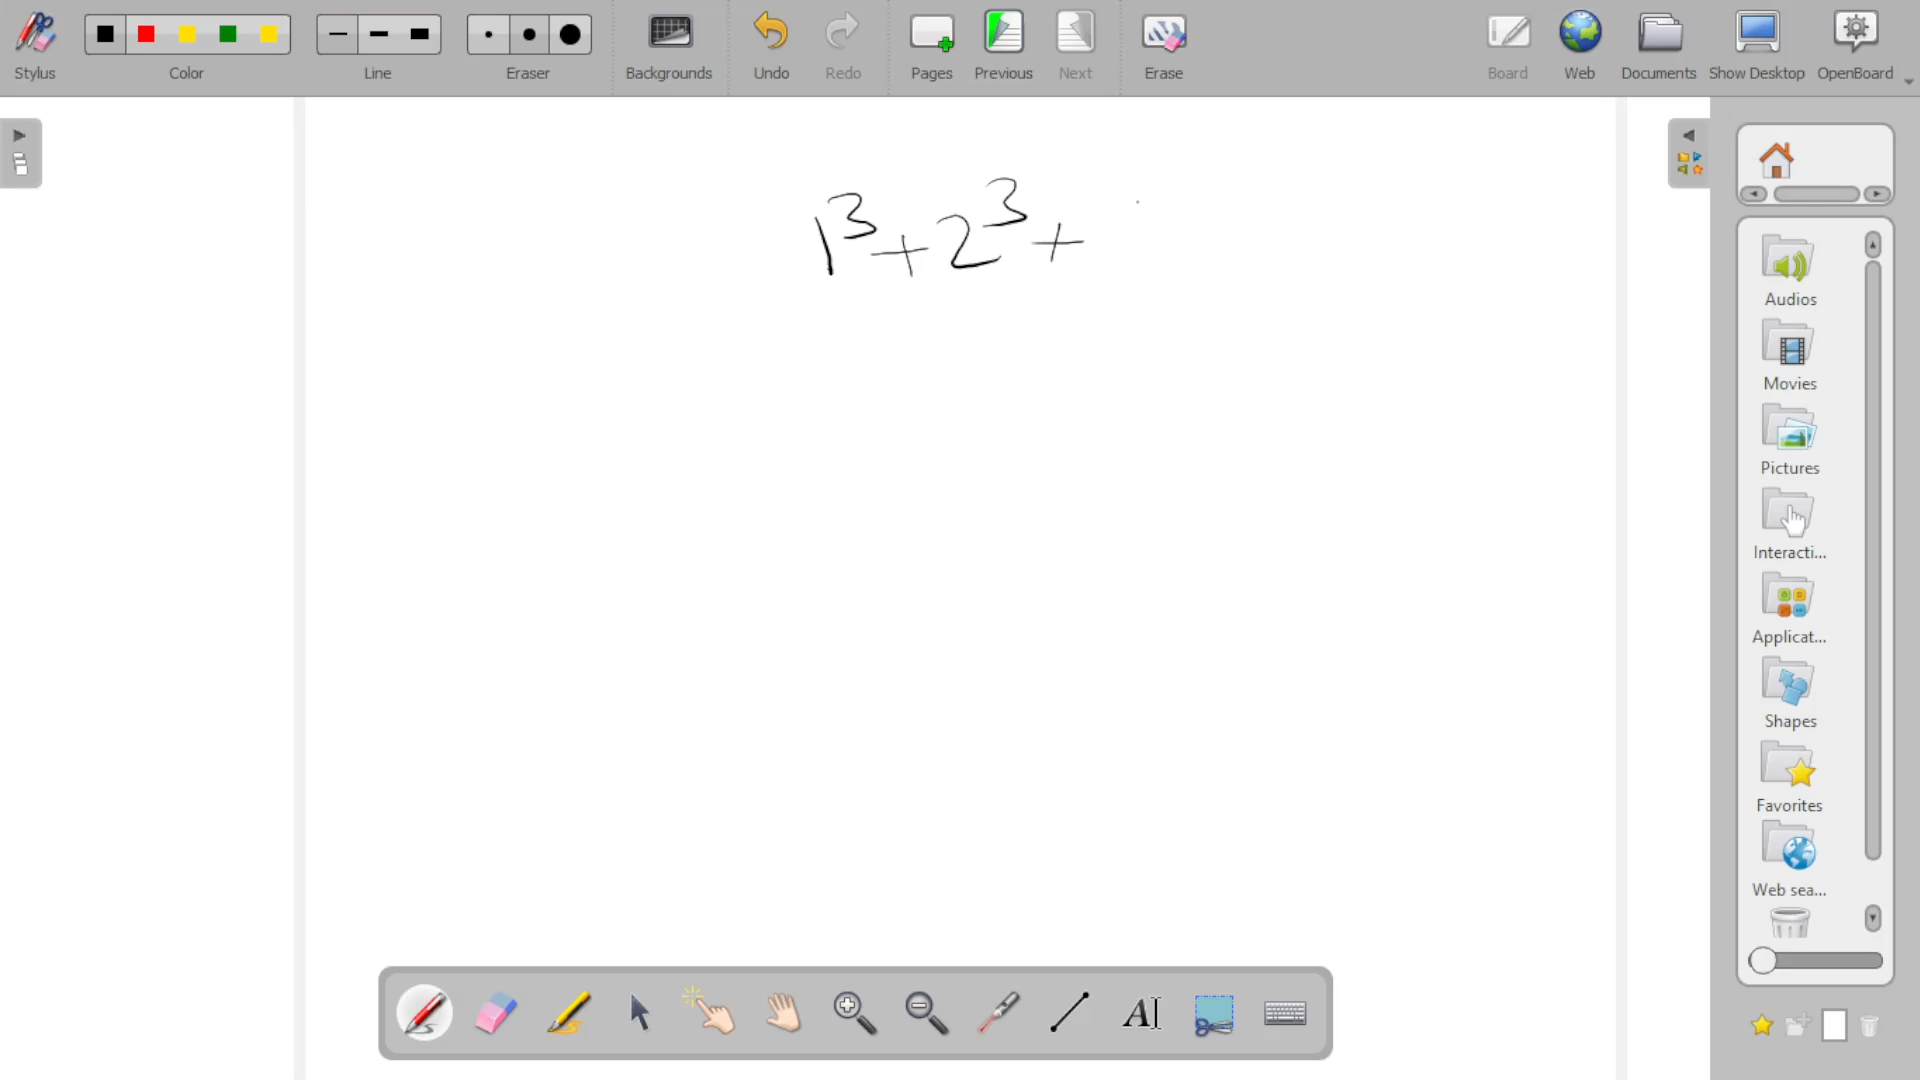 Stylus Color Line Eraser Backgrounds Undo Redo Pages Previous Next Erase Board Web Documents Show Desktop OpenBoard
1³+2³+
Audios
Movies
Pictures
Interacti...
Applicat...
Shapes
Favorites
Web sea...
A